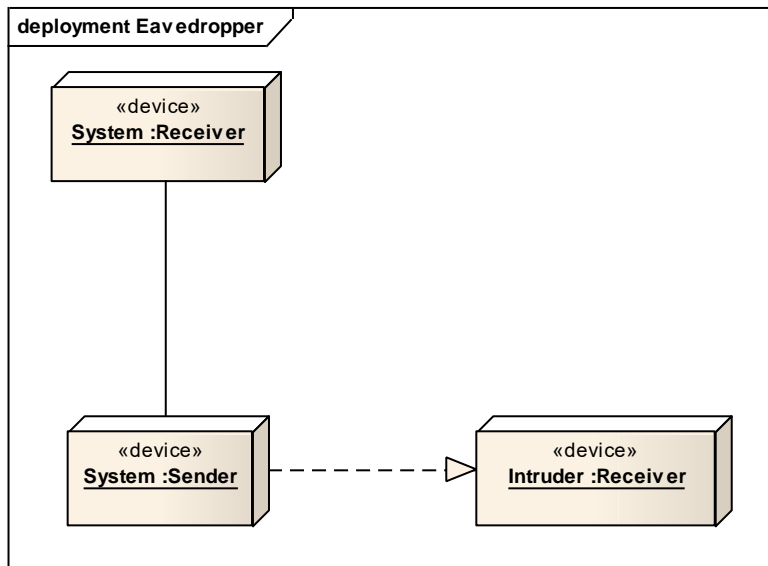 deployment Eavedropper
«device»
System :Receiver
«device»
System :Sender
«device»
Intruder :Receiver